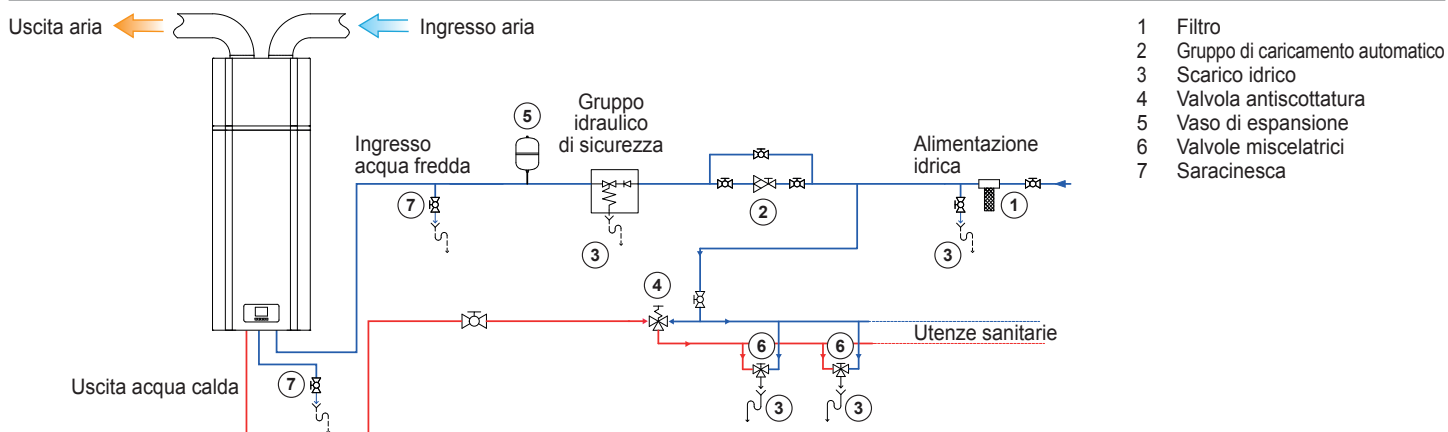 Uscita aria
Ingresso aria
1 Filtro
2 Gruppo di caricamento automatico
3 Scarico idrico
4 Valvola antiscottatura
5 Vaso di espansione
6 Valvole miscelatrici
7 Saracinesca
5
Gruppo
idraulico
di sicurezza
Ingresso
acqua fredda
Alimentazione
idrica
7
2
1
3
3
4
6
6
Utenze sanitarie
Uscita acqua calda
7
3
3